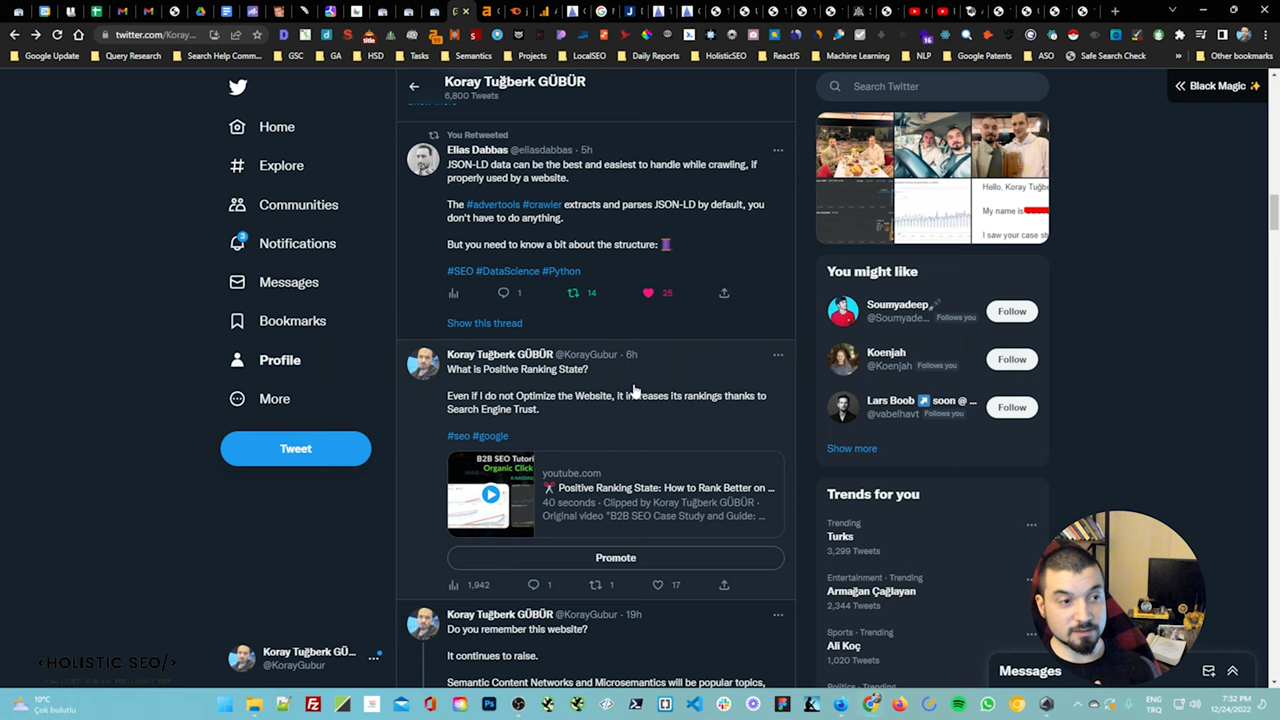 twitter.com/Koray...
Google Update
Query Search
Semantics
GSC
GA
HSD
Tasks
Projects
LocalSEO
Daily Reports
HolisticSEO
ReactJS
Machine Learning
NLP
Google Patents
ASO
Safe Search Check
Other bookmarks
Koray Tuğberk GÜBÜR
6,800 Tweets
Search Twitter
Black Magic ✨
Home
Explore
Communities
3
Notifications
Messages
Bookmarks
Profile
More
Tweet
Koray Tuğberk GÜ...
@KorayGubur
<HOLISTIC SEO/>
You Retweeted
Elias Dabbas @eliasdabbas · 5h
JSON-LD data can be the best and easiest to handle while crawling, if
properly used by a website.
The #advertools #crawler extracts and parses JSON-LD by default, you
don't have to do anything.
But you need to know a bit about the structure: 🧵
#SEO #DataScience #Python
1
14
25
Show this thread
Koray Tuğberk GÜBÜR @KorayGubur · 6h
What is Positive Ranking State?
Even if I do not Optimize the Website, it increases its rankings thanks to
Search Engine Trust.
#seo #google
B2B SEO Tutori
Organic Click
youtube.com
✂️ Positive Ranking State: How to Rank Better on ...
40 seconds · Clipped by Koray Tuğberk GÜBÜR ·
Original video "B2B SEO Case Study and Guide: ...
Promote
1,942
1
1
17
Koray Tuğberk GÜBÜR @KorayGubur · 19h
Do you remember this website?
It continues to raise.
Semantic Content Networks and Microsemantics will be popular topics,
Hello, Koray Tuğbe
My name is
I saw your case st
You might like
Soumyadeep
@Soumyade... Follows you
Follow
Koenjah
@Koenjah Follows you
Follow
Lars Boob ↗️ soon @ ...
@vabelhavt Follows you
Follow
Show more
Trends for you
Trending
Turks
3,299 Tweets
Entertainment · Trending
Armağan Çağlayan
2,344 Tweets
Sports · Trending
Ali Koç
1,020 Tweets
Politics · Trending
Messages
10°C
Çok bulutlu
ENG
TRQ
7:32 PM
12/24/2022